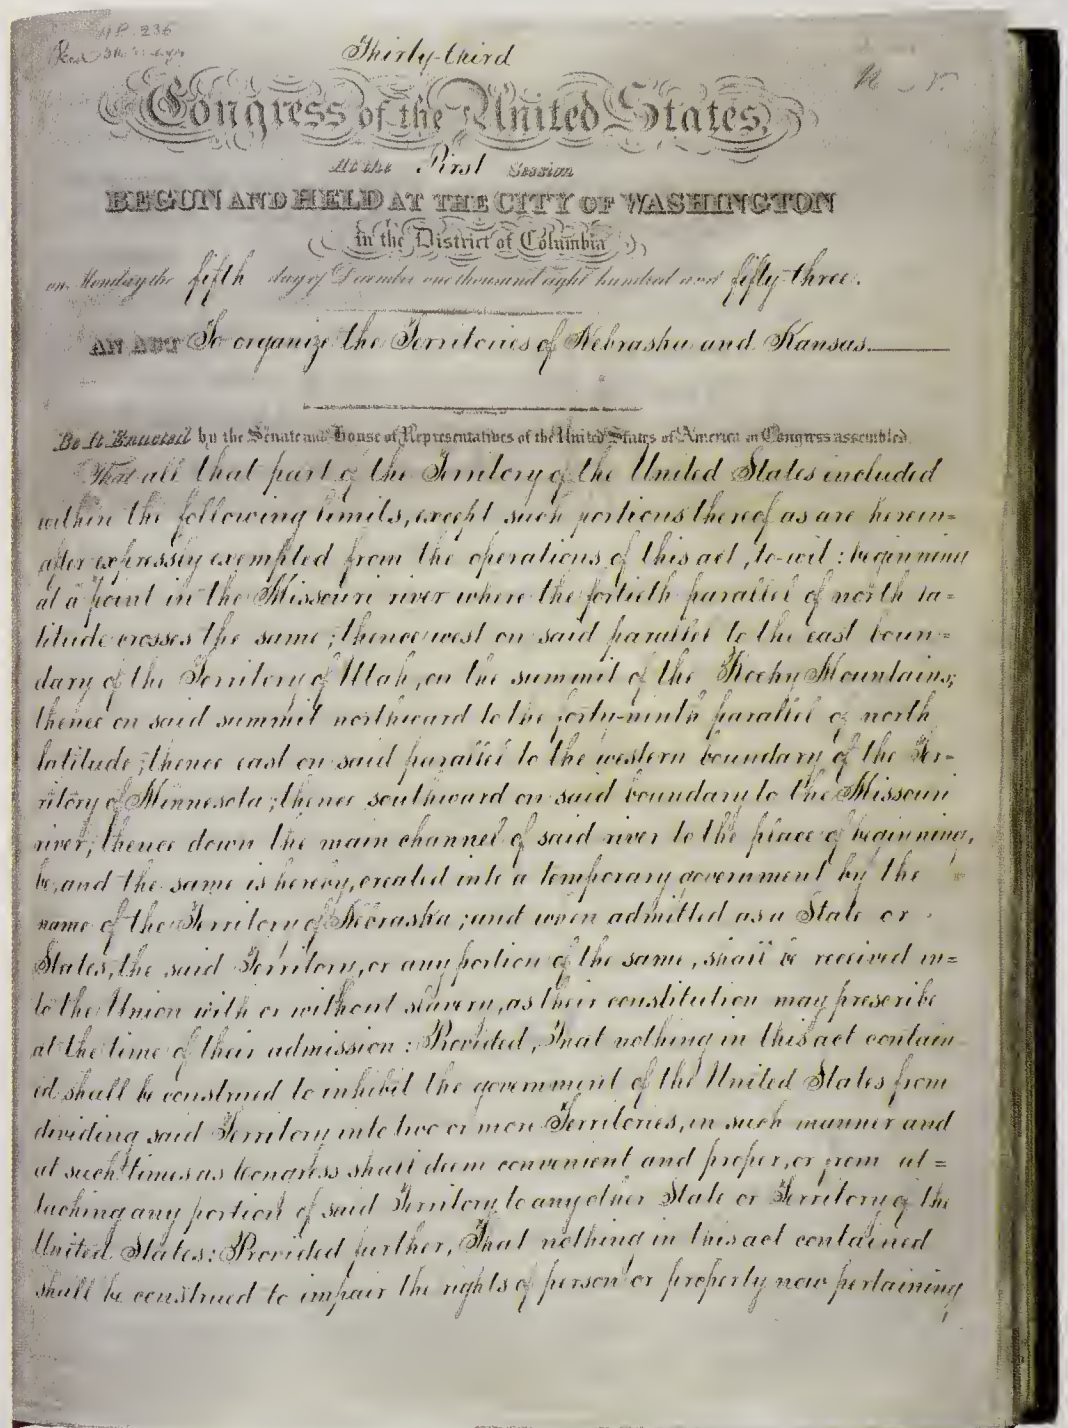 Thirty-third
Congress of the United States,
At the First Session
BEGUN AND HELD AT THE CITY OF WASHINGTON
in the District of Columbia
on Monday the fifth day of December one thousand eight hundred and fifty-three.
AN ACT To organize the Territories of Nebraska and Kansas.
Be It Enacted by the Senate and House of Representatives of the United States of America in Congress assembled,
That all that part of the Territory of the United States included
within the following limits, except such portions thereof as are herein=
after expressly exempted from the operations of this act, to-wit: beginning
at a point in the Missouri river where the fortieth parallel of north la-
titude crosses the same; thence west on said parallel to the east boun=
dary of the Territory of Utah, on the summit of the Rocky Mountains;
thence on said summit northward to the forty-ninth parallel of north
latitude; thence east on said parallel to the western boundary of the Ter-
ritory of Minnesota; thence southward on said boundary to the Missouri
river; thence down the main channel of said river to the place of beginning,
be, and the same is hereby, created into a temporary government by the
name of the Territory of Nebraska; and when admitted as a State or
States, the said Territory, or any portion of the same, shall be received in=
to the Union with or without slavery, as their constitution may prescribe
at the time of their admission: Provided, That nothing in this act contain-
ed shall be construed to inhibit the government of the United States from
dividing said Territory into two or more Territories, in such manner and
at such times as Congress shall deem convenient and proper, or from at=
taching any portion of said Territory to any other State or Territory of the
United States: Provided further, That nothing in this act contained
shall be construed to impair the rights of person or property now pertaining